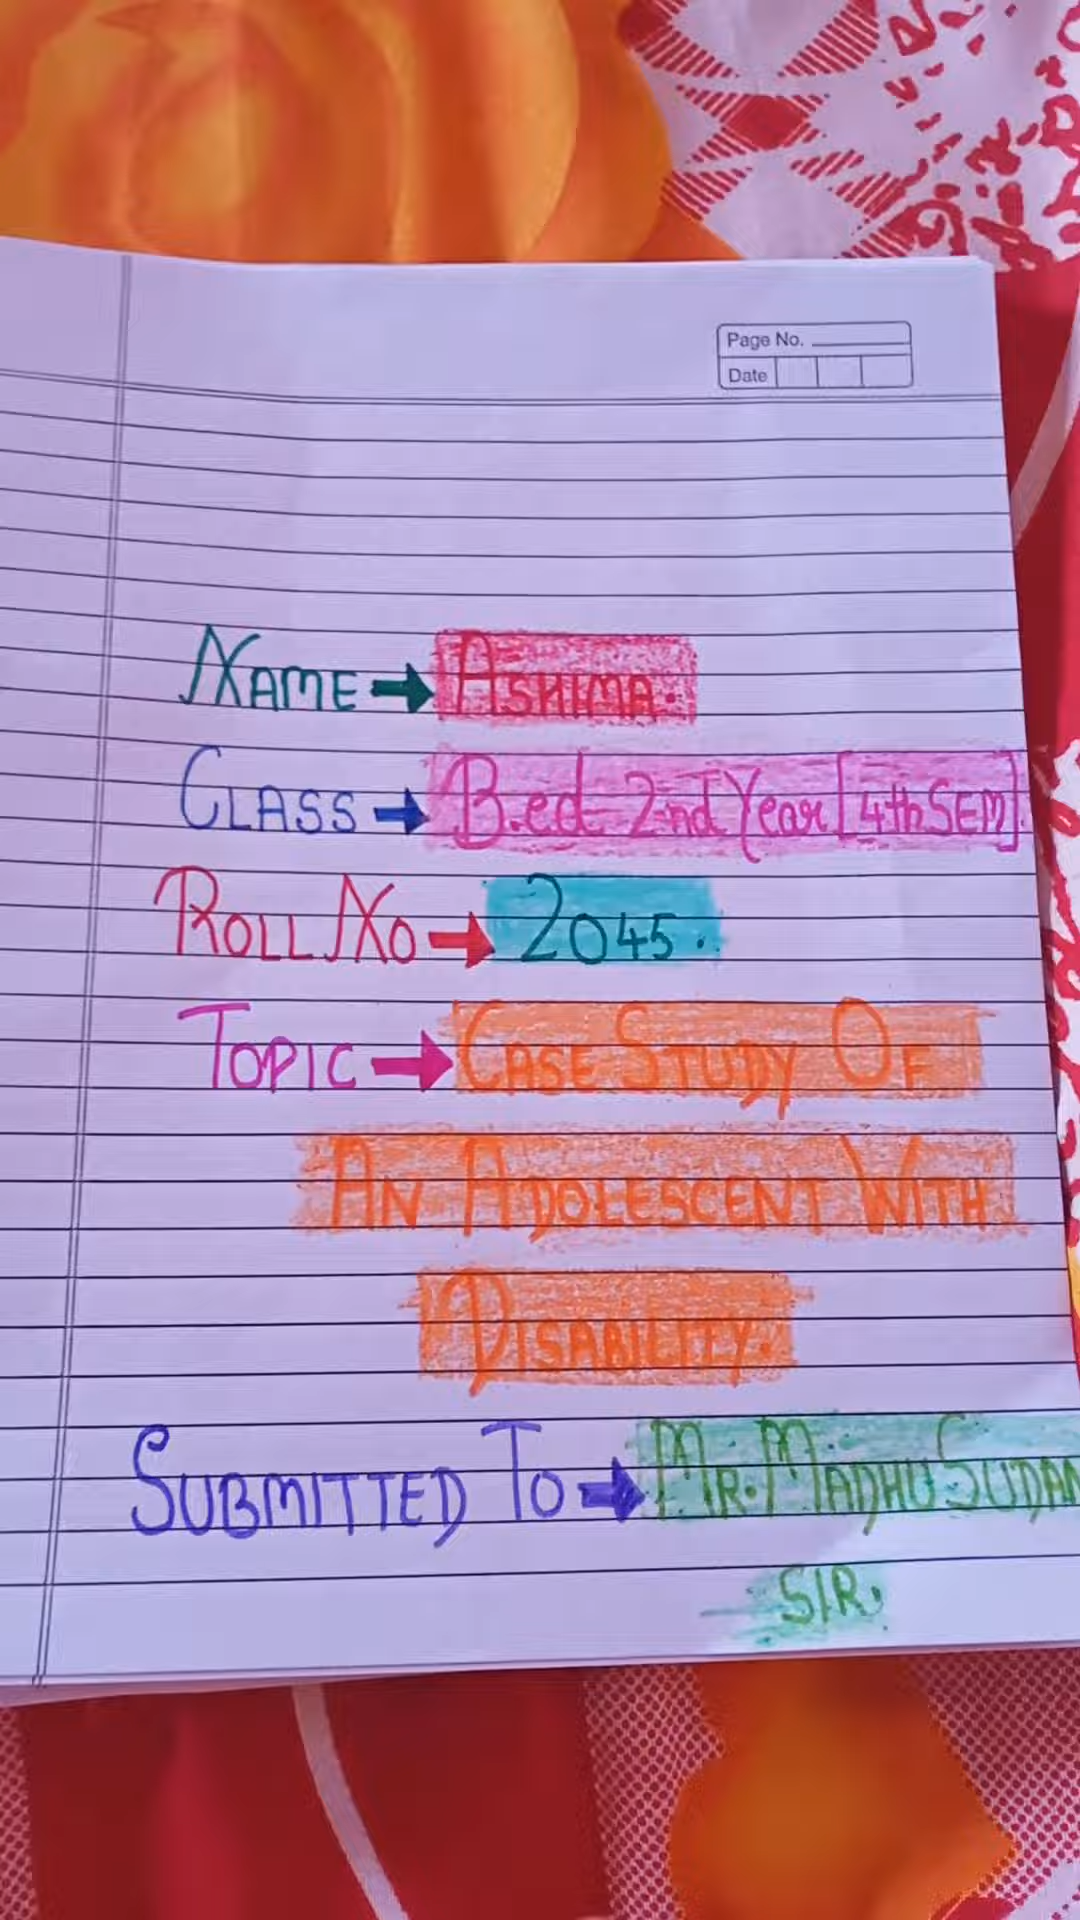 Page No.
Date
NAME → ASHIMA.
CLASS → B.ed 2nd Year [4th SEM].
ROLL NO → 2045.
TOPIC → CASE STUDY OF
AN ADOLESCENT WITH
DISABILITY.
SUBMITTED TO → MR. MADHU SUDAN
SIR.